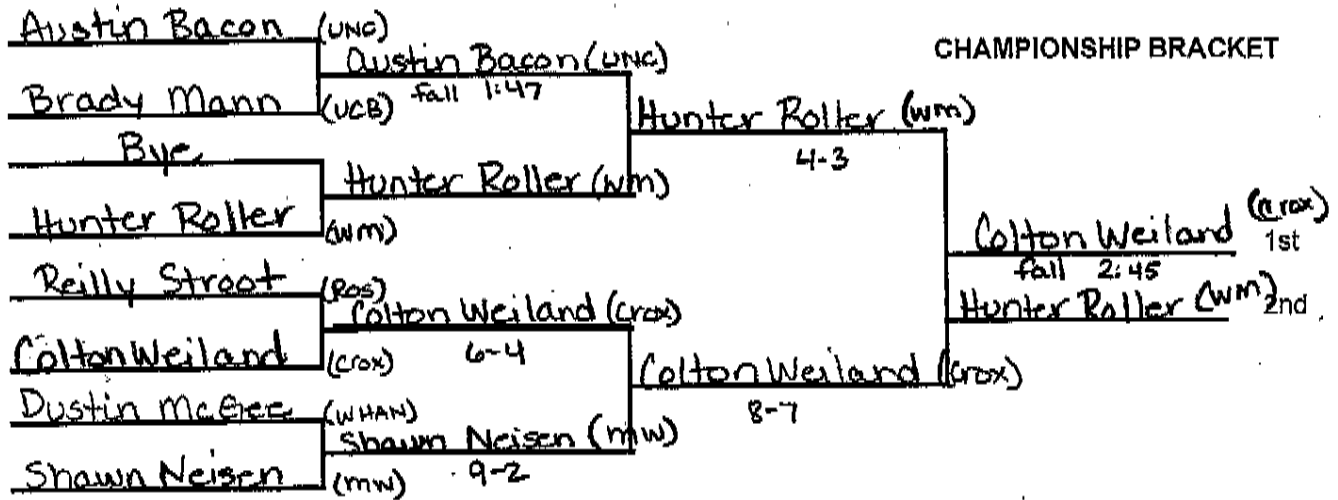 Austin Bacon (UNC)
Austin Bacon (UNC)
CHAMPIONSHIP BRACKET
fall 1:47
Brady Mann (UCB)
Hunter Roller (wm)
Bye
4-3
Hunter Roller (wm)
Hunter Roller (wm)
Colton Weiland (Crox)
1st
Reilly Stroot (Ros)
fall 2:45
Hunter Roller (WM) 2nd
Colton Weiland (Crox)
Colton Weiland (Crox)
6-4
Colton Weiland (Crox)
Dustin McGee (WHAN)
8-7
Shawn Neisen (mw)
9-2
Shawn Neisen (mw)